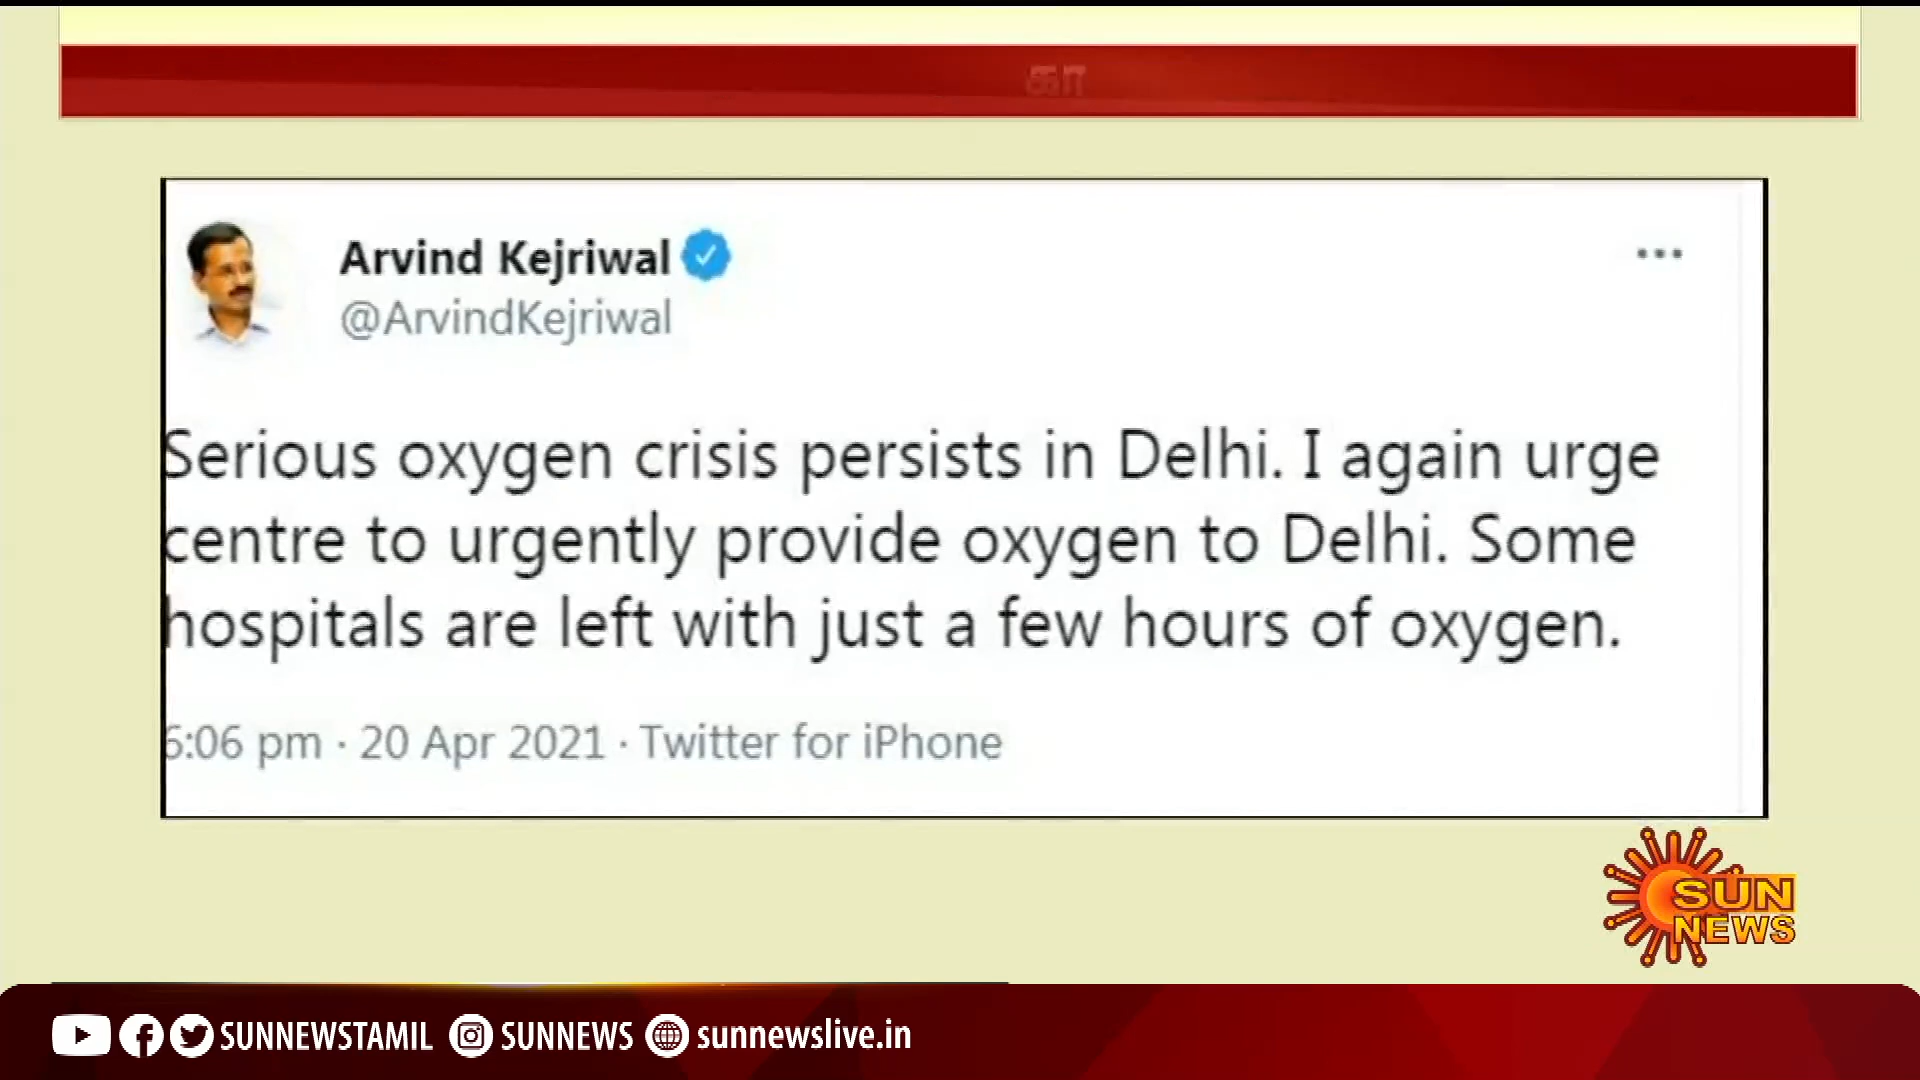 கா
Arvind Kejriwal
@ArvindKejriwal
Serious oxygen crisis persists in Delhi. I again urge
centre to urgently provide oxygen to Delhi. Some
hospitals are left with just a few hours of oxygen.
6:06 pm · 20 Apr 2021 · Twitter for iPhone
SUN
NEWS
SUNNEWSTAMIL SUNNEWS sunnewslive.in